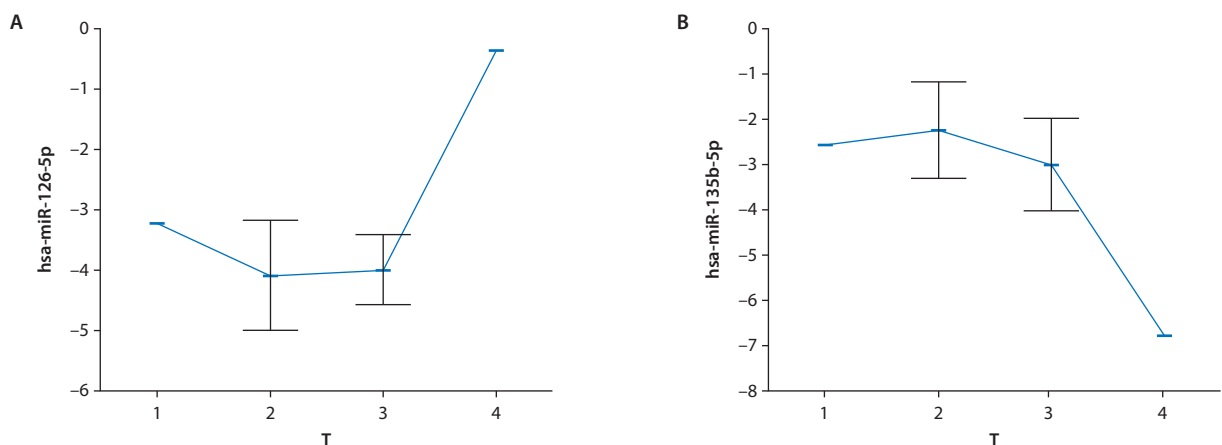 A
hsa-miR-126-5p
0
–1
–2
–3
–4
–5
–6
1 2 3 4
T
B
hsa-miR-135b-5p
0
–1
–2
–3
–4
–5
–6
–7
–8
1 2 3 4
T